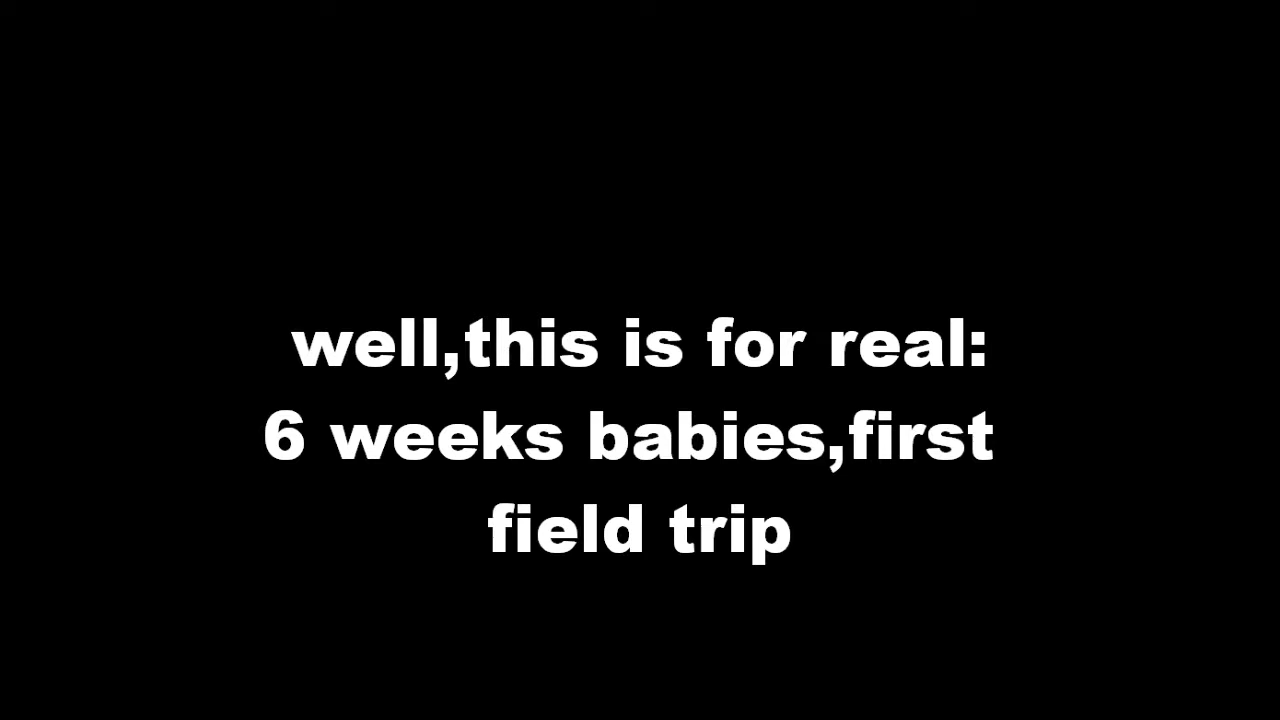 well,this is for real:
6 weeks babies,first
field trip